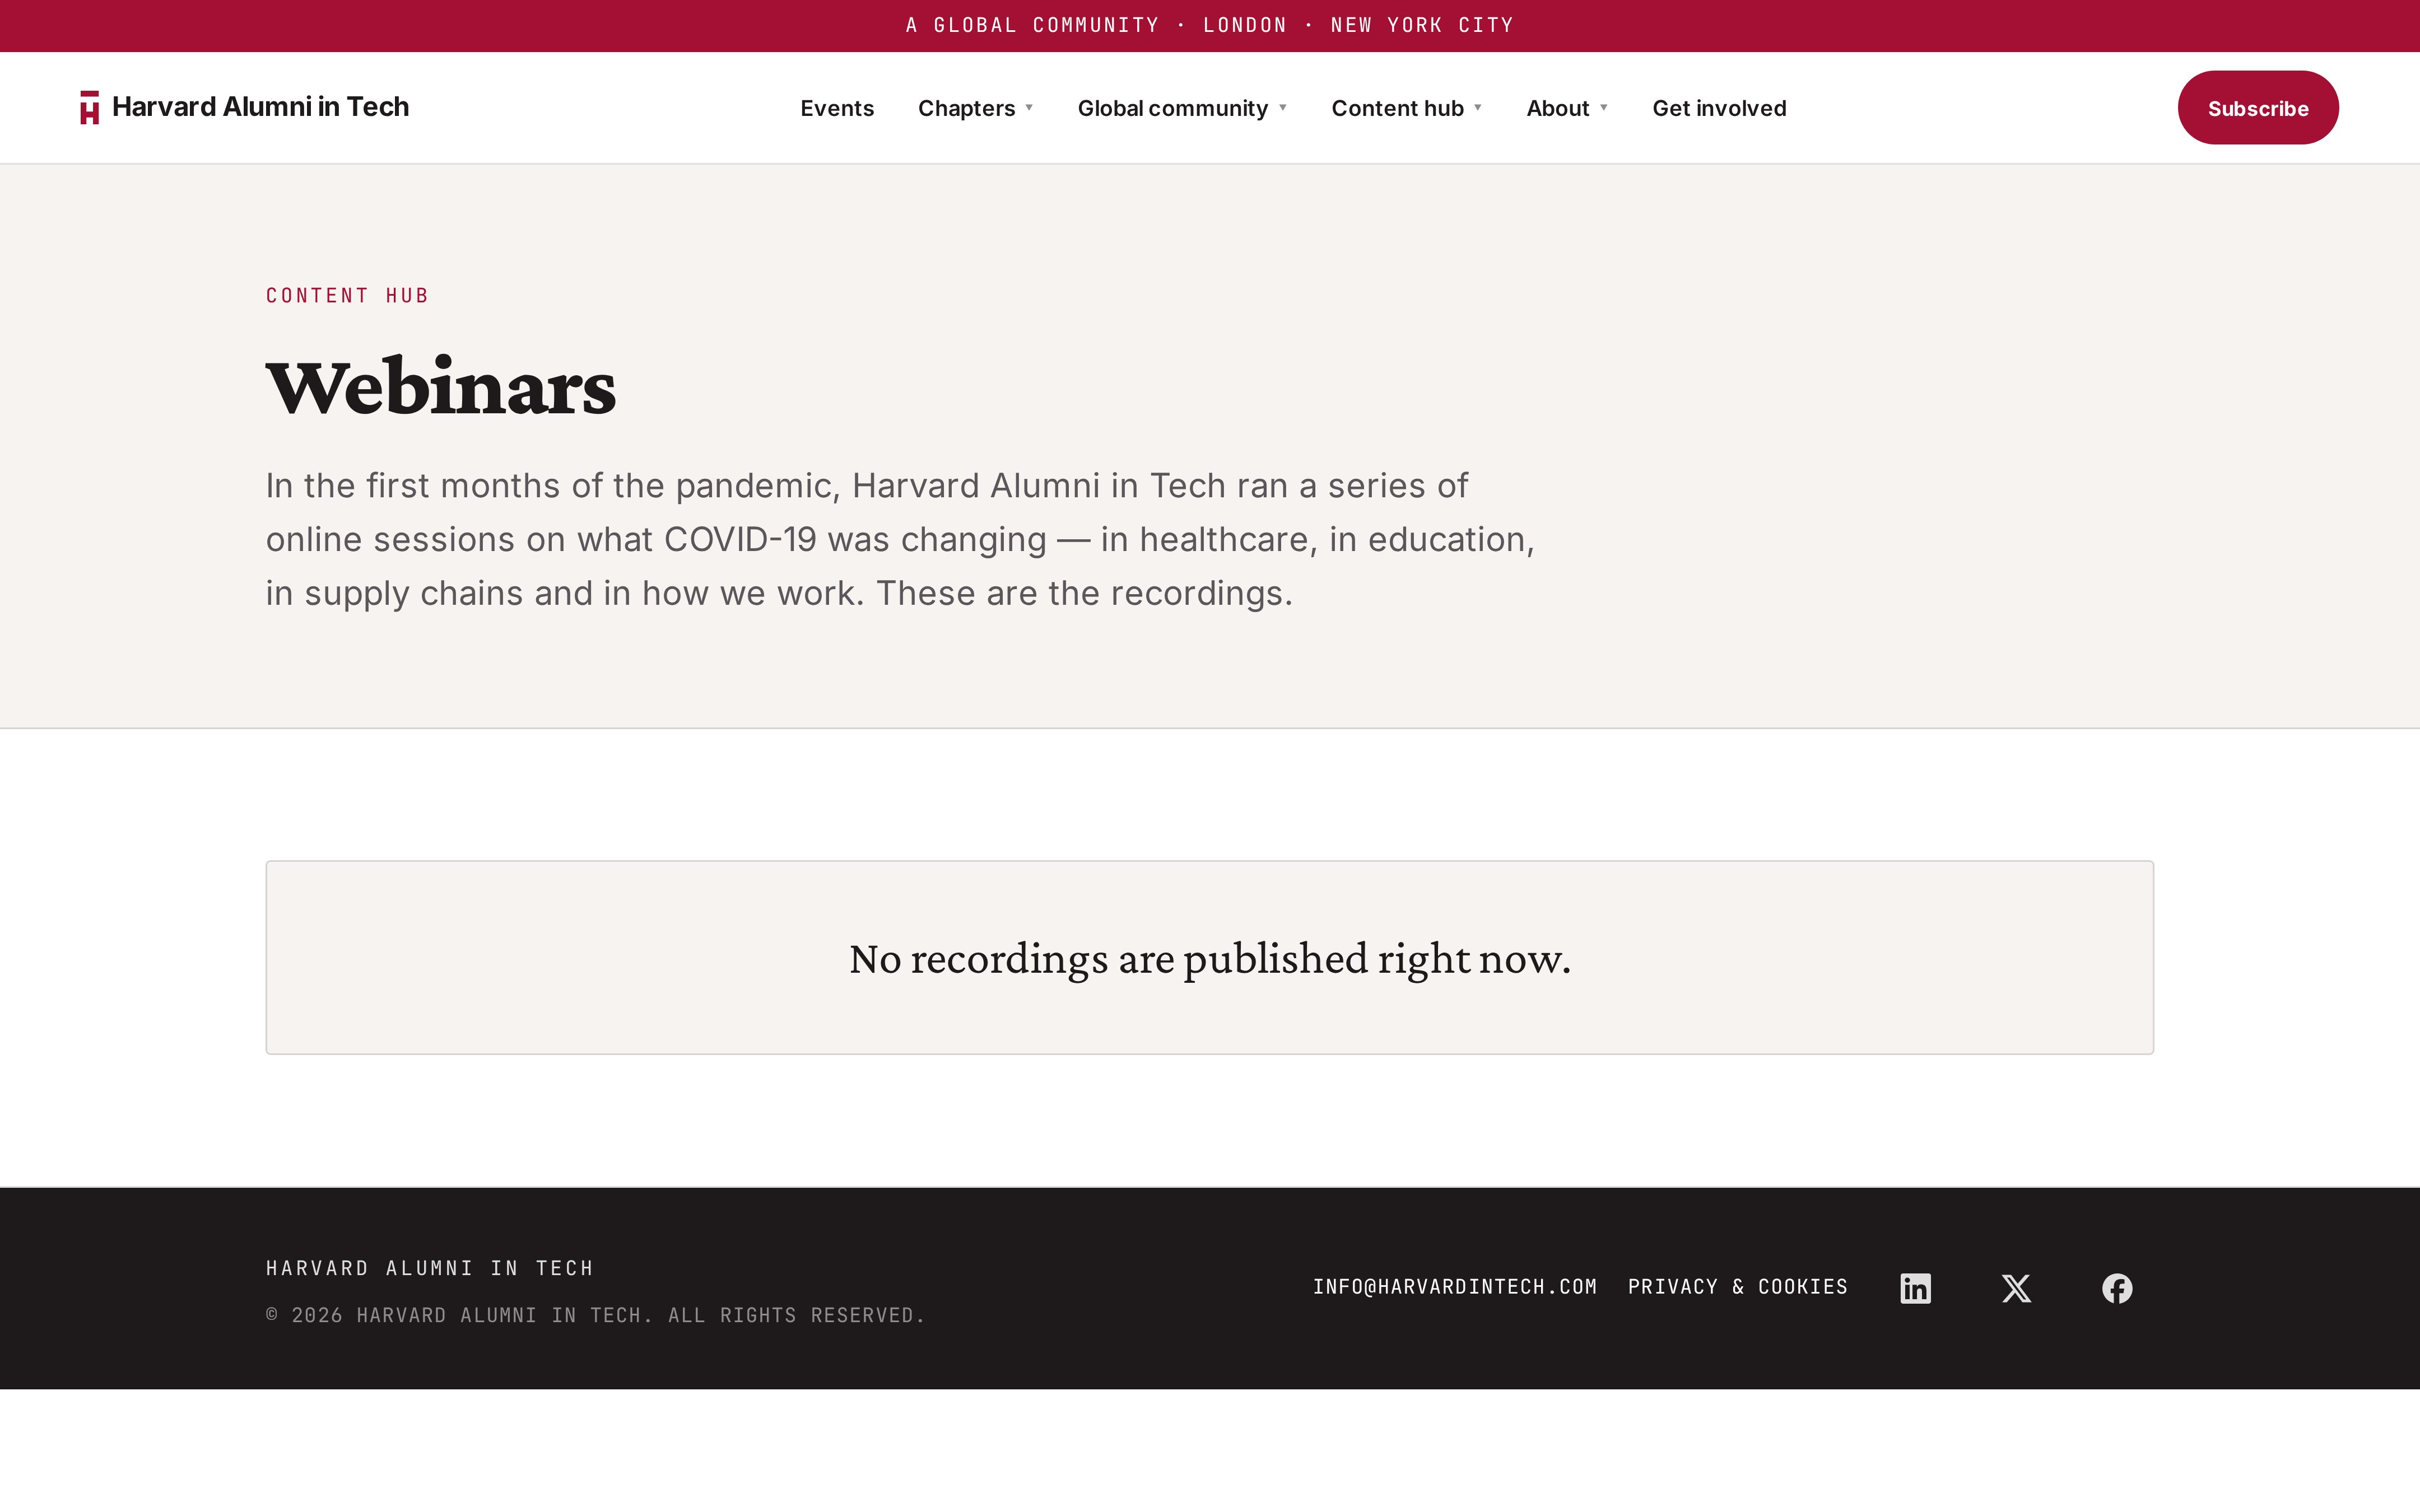 A GLOBAL COMMUNITY · LONDON · NEW YORK CITY
Harvard Alumni in Tech
Events
Chapters
Global community
Content hub
About
Get involved
Subscribe
CONTENT HUB
Webinars
In the first months of the pandemic, Harvard Alumni in Tech ran a series of
online sessions on what COVID-19 was changing — in healthcare, in education,
in supply chains and in how we work. These are the recordings.
No recordings are published right now.
HARVARD ALUMNI IN TECH
© 2026 HARVARD ALUMNI IN TECH. ALL RIGHTS RESERVED.
INFO@HARVARDINTECH.COM
PRIVACY & COOKIES